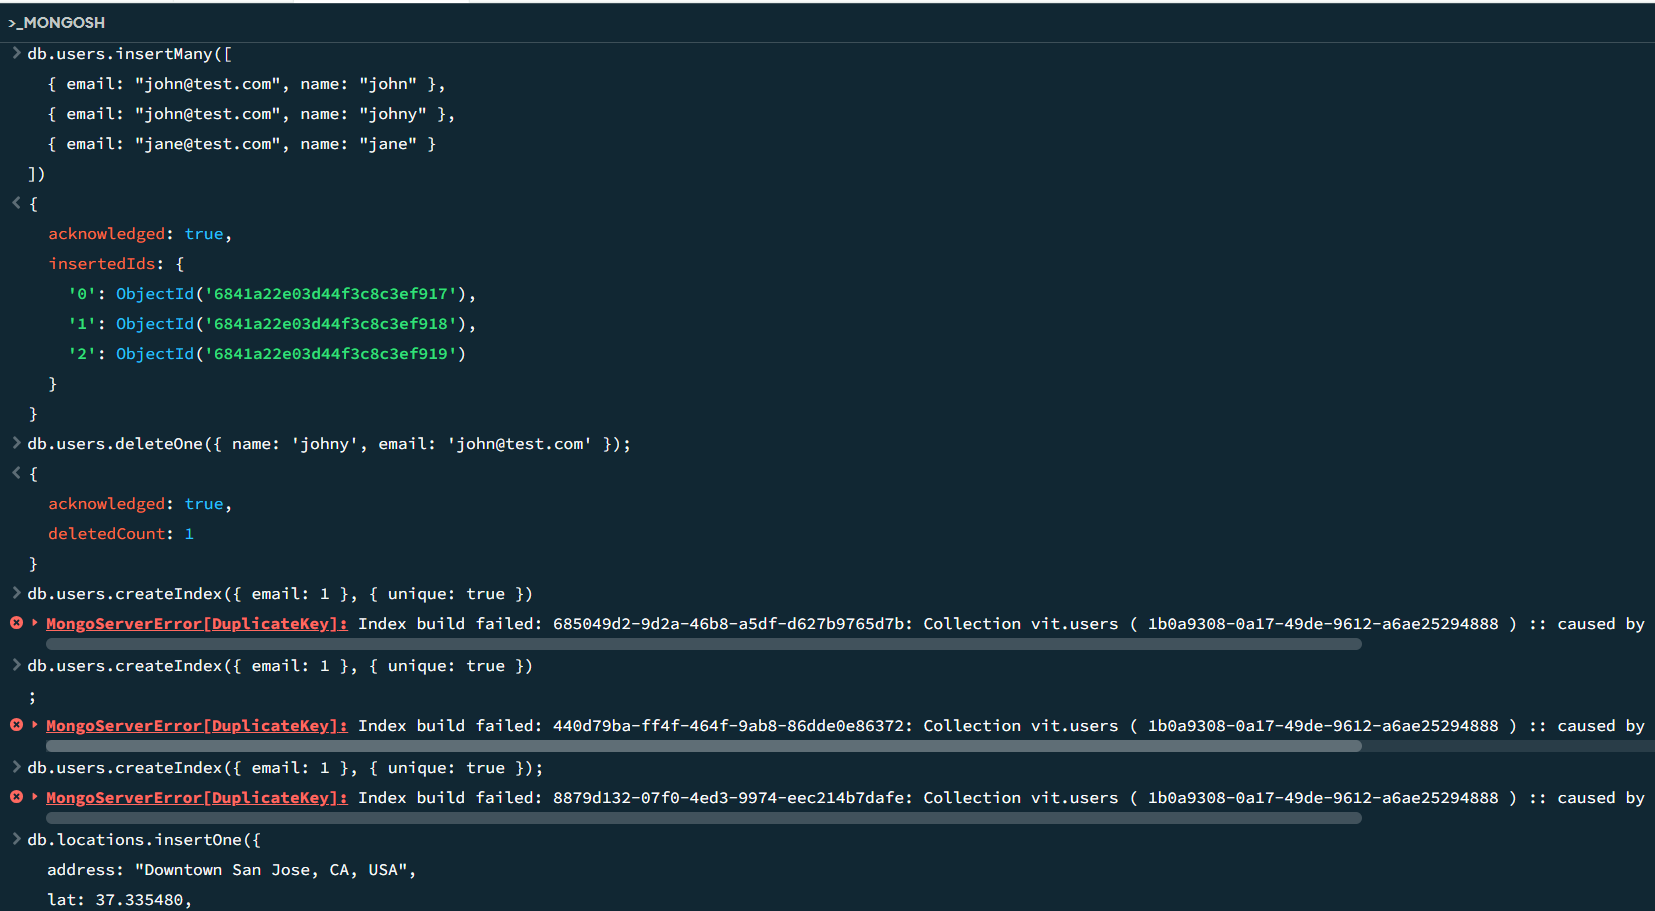 >_MONGOSH
> db.users.insertMany([
{ email: "john@test.com", name: "john" },
{ email: "john@test.com", name: "johny" },
{ email: "jane@test.com", name: "jane" }
])
< {
acknowledged: true,
insertedIds: {
'0': ObjectId('6841a22e03d44f3c8c3ef917'),
'1': ObjectId('6841a22e03d44f3c8c3ef918'),
'2': ObjectId('6841a22e03d44f3c8c3ef919')
}
}
> db.users.deleteOne({ name: 'johny', email: 'john@test.com' });
< {
acknowledged: true,
deletedCount: 1
}
> db.users.createIndex({ email: 1 }, { unique: true })
MongoServerError[DuplicateKey]: Index build failed: 685049d2-9d2a-46b8-a5df-d627b9765d7b: Collection vit.users ( 1b0a9308-0a17-49de-9612-a6ae25294888 ) :: caused by
> db.users.createIndex({ email: 1 }, { unique: true })
;
MongoServerError[DuplicateKey]: Index build failed: 440d79ba-ff4f-464f-9ab8-86dde0e86372: Collection vit.users ( 1b0a9308-0a17-49de-9612-a6ae25294888 ) :: caused by
> db.users.createIndex({ email: 1 }, { unique: true });
MongoServerError[DuplicateKey]: Index build failed: 8879d132-07f0-4ed3-9974-eec214b7dafe: Collection vit.users ( 1b0a9308-0a17-49de-9612-a6ae25294888 ) :: caused by
> db.locations.insertOne({
address: "Downtown San Jose, CA, USA",
lat: 37.335480,